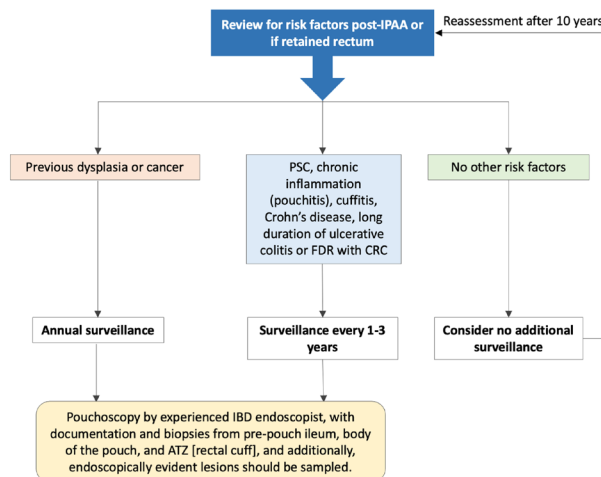 Review for risk factors post-IPAA or
if retained rectum
Reassessment after 10 years
Previous dysplasia or cancer
PSC, chronic
inflammation
(pouchitis), cuffitis,
Crohn's disease, long
duration of ulcerative
colitis or FDR with CRC
No other risk factors
Annual surveillance
Surveillance every 1-3
years
Consider no additional
surveillance
Pouchoscopy by experienced IBD endoscopist, with
documentation and biopsies from pre-pouch ileum, body
of the pouch, and ATZ [rectal cuff], and additionally,
endoscopically evident lesions should be sampled.